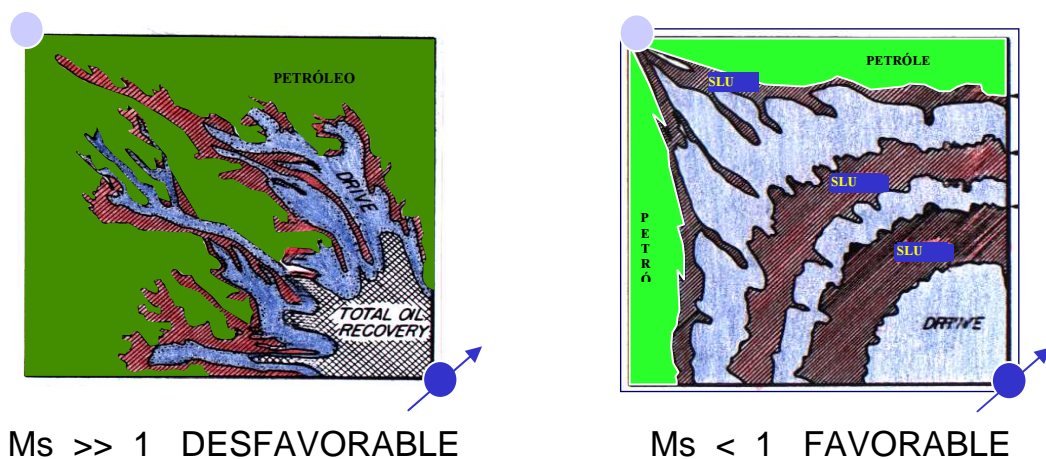 PETRÓLEO
DRIVE
TOTAL OIL
RECOVERY
Ms >> 1 DESFAVORABLE
PETRÓLE
SLU
SLU
SLU
P
E
T
R
Ó
DRIVE
Ms < 1 FAVORABLE